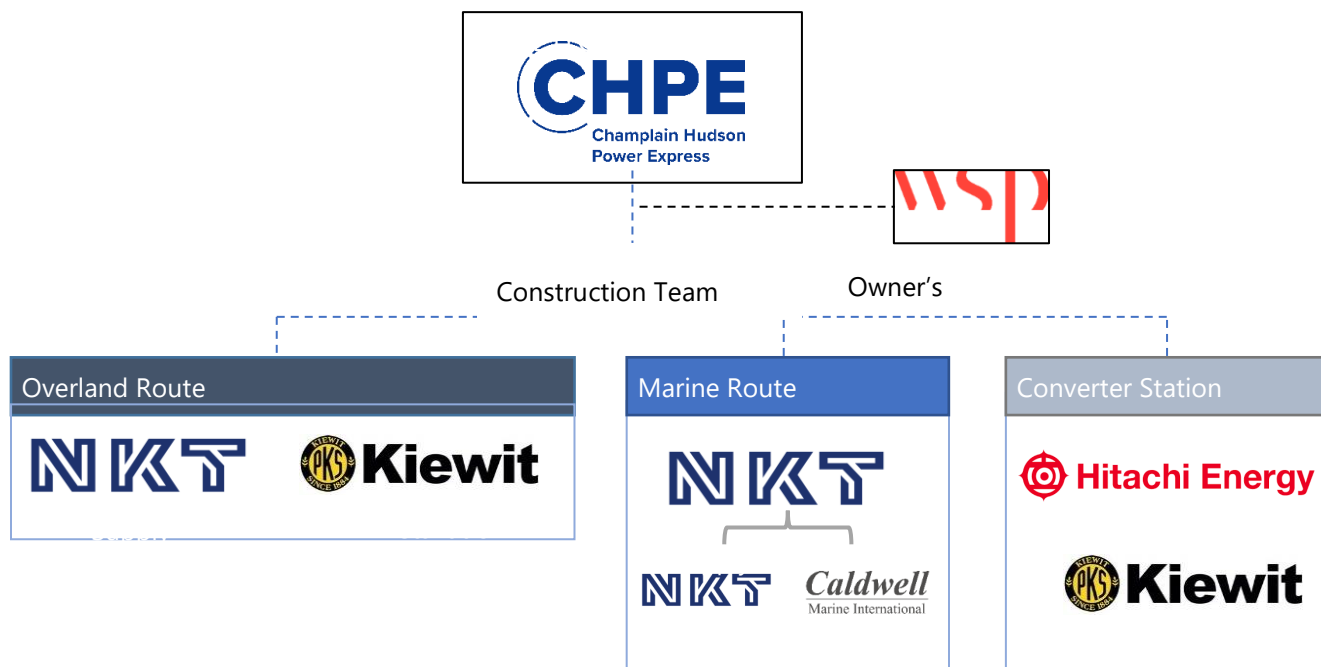 CHPE
Champlain Hudson
Power Express
wsp
Construction Team
Owner's
Overland Route
Marine Route
Converter Station
NKT
KIEWIT
PKS
SINCE 1884
Kiewit
NKT
Hitachi Energy
NKT
Caldwell
Marine International
KIEWIT
PKS
SINCE 1884
Kiewit